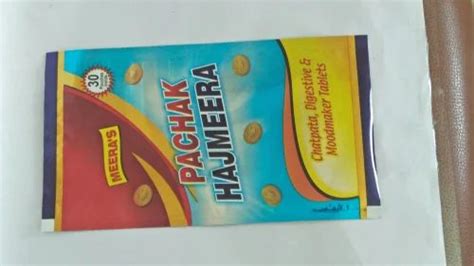 30
MEERA'S
PACHAK
HAJMEERA
Chatpata, Digestive &
Moodmaker Tablets